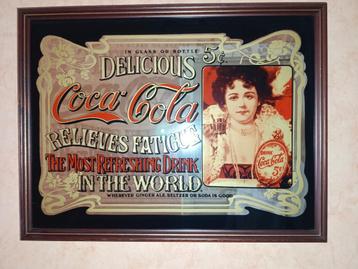 IN GLASS OR BOTTLE 5¢
DELICIOUS
Coca-Cola
RELIEVES FATIGUE
THE MOST REFRESHING DRINK
IN THE WORLD
WHEREVER GINGER ALE, SELTZER OR SODA IS GOOD
DRINK
Coca-Cola
5¢